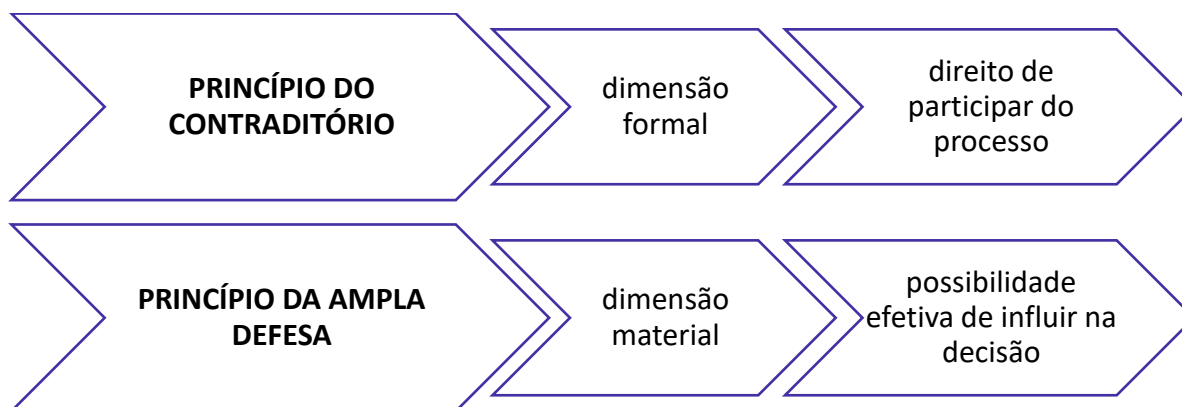 PRINCÍPIO DO
CONTRADITÓRIO
dimensão
formal
direito de
participar do
processo
PRINCÍPIO DA AMPLA
DEFESA
dimensão
material
possibilidade
efetiva de influir na
decisão